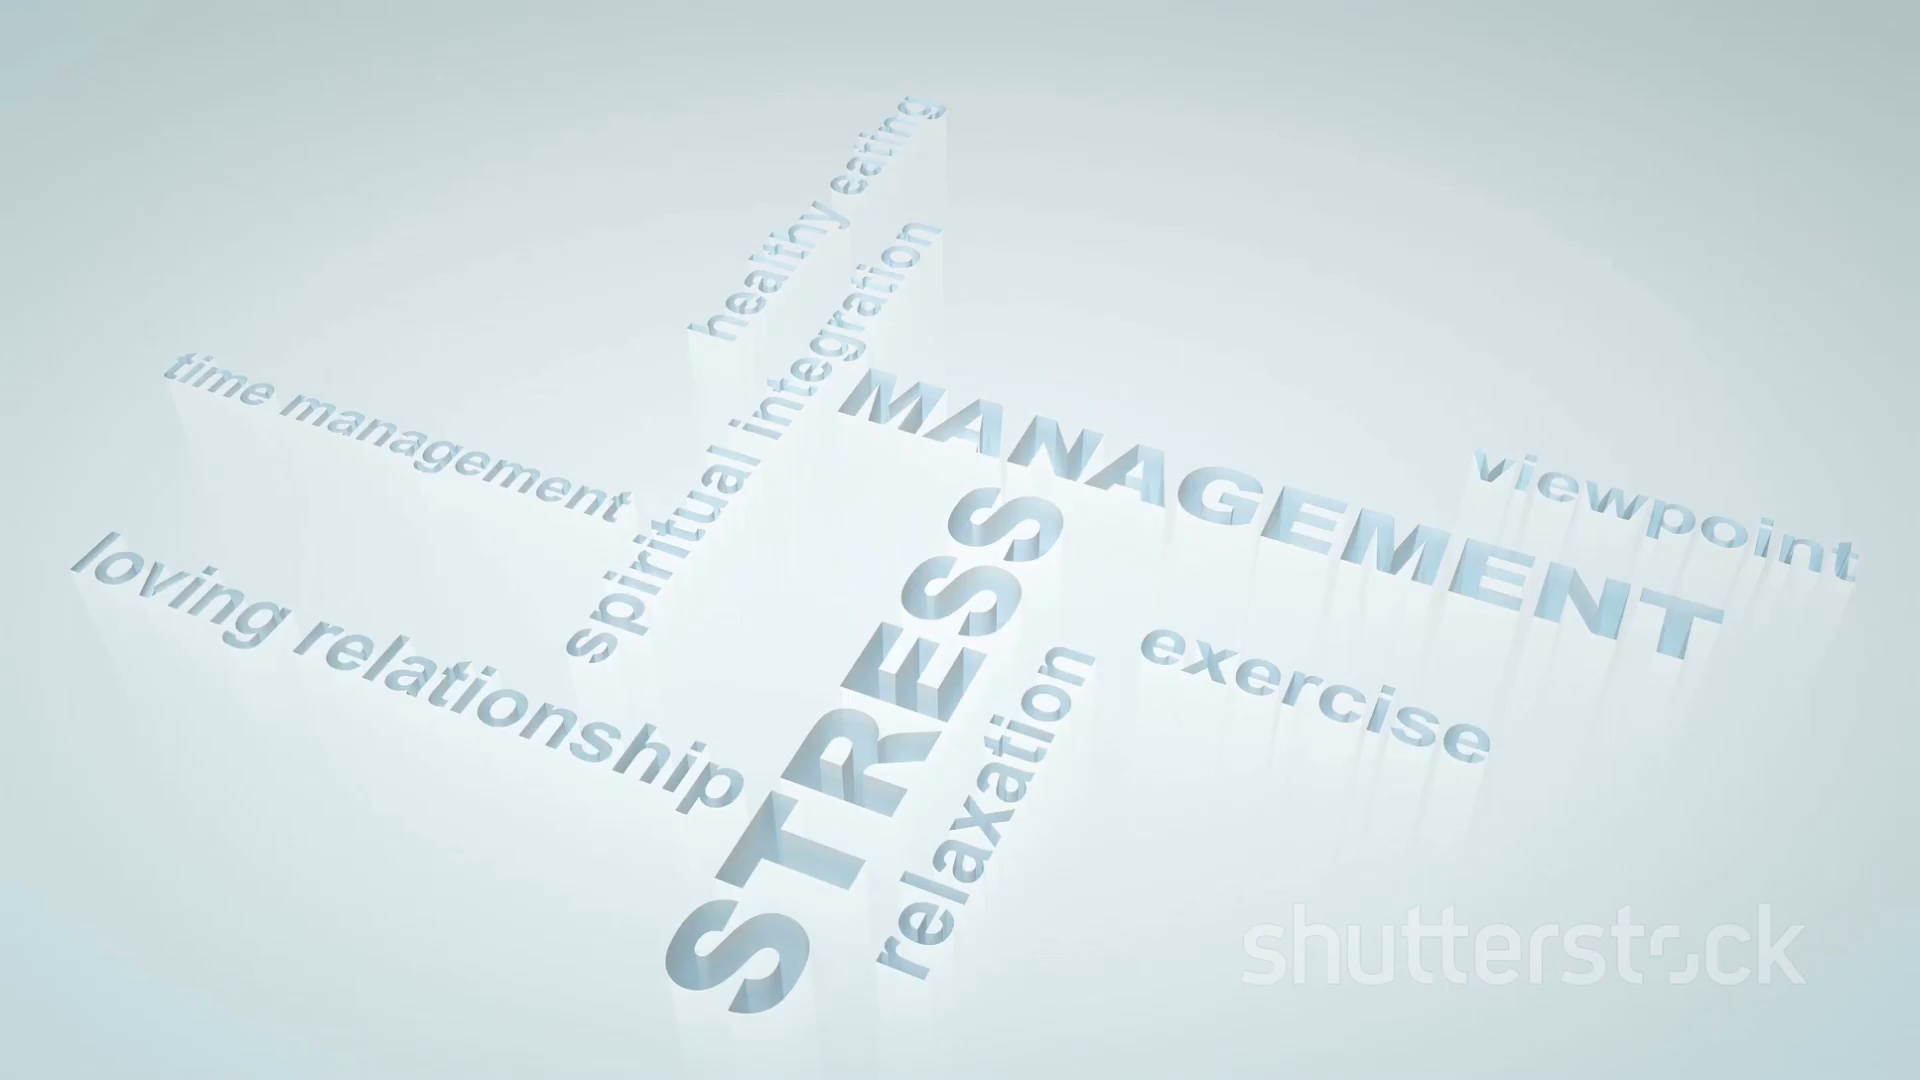 healthy eating
spiritual integration
time management
MANAGEMENT
viewpoint
loving relationship
STRESS
exercise
relaxation
shutterstock